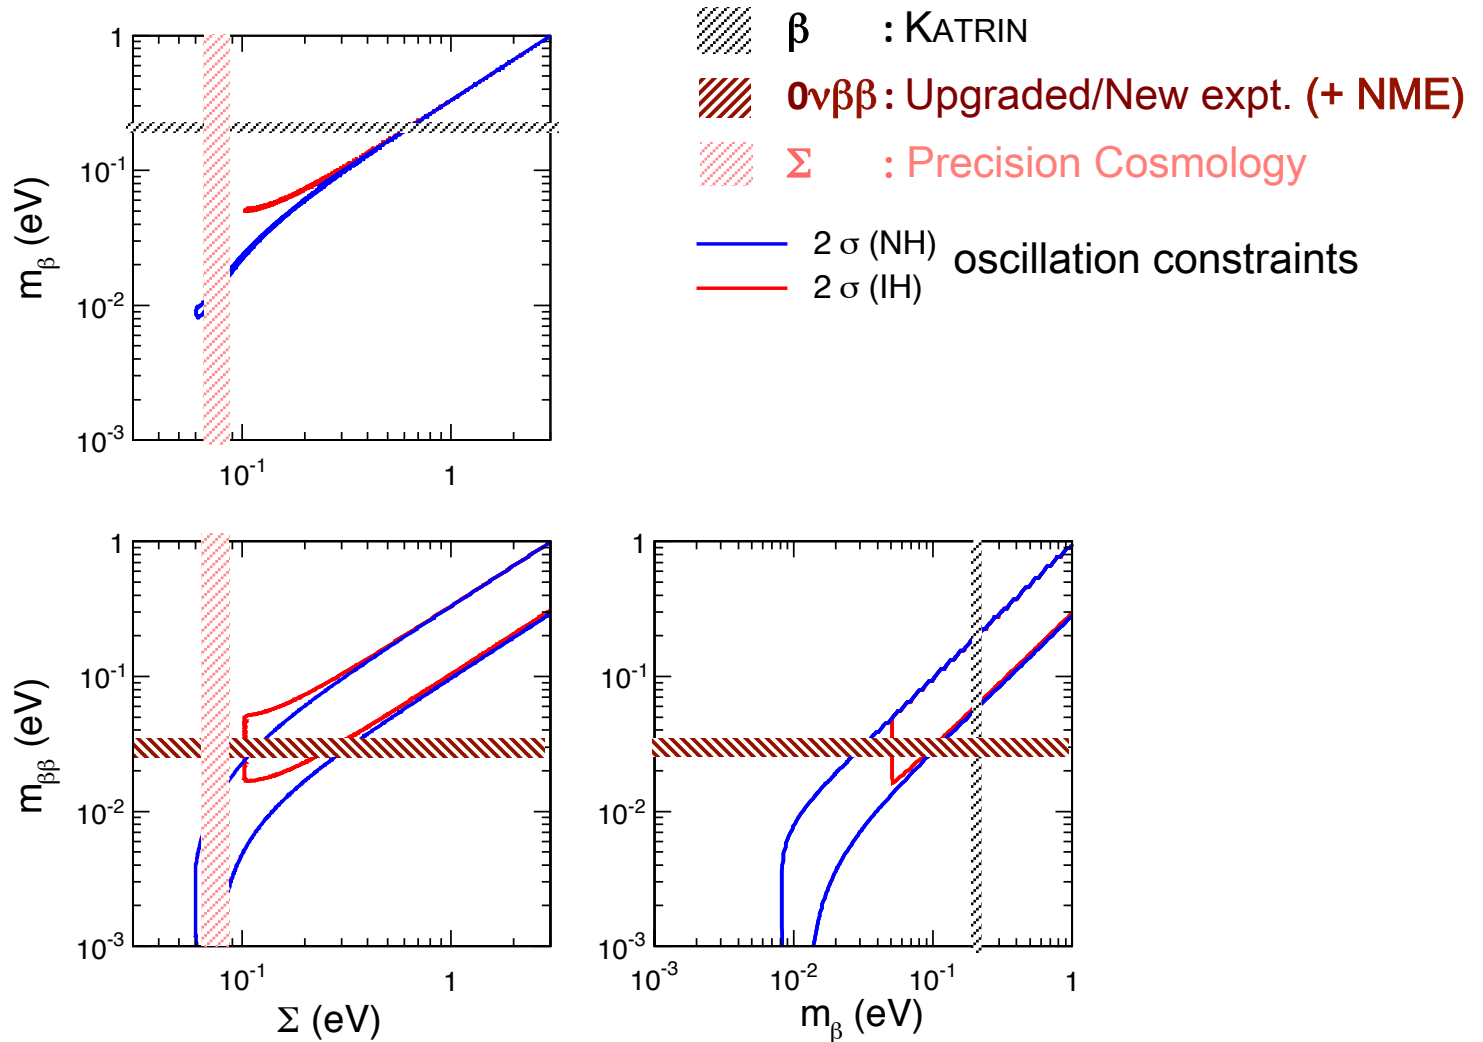 β : KATRIN
0νββ : Upgraded/New expt. (+ NME)
Σ : Precision Cosmology
2 σ (NH)
2 σ (IH)
oscillation constraints
1
10⁻¹
10⁻²
10⁻³
m_β (eV)
10⁻¹ 1
1
10⁻¹
10⁻²
10⁻³
m_ββ (eV)
10⁻¹ 1
Σ (eV)
1
10⁻¹
10⁻²
10⁻³
10⁻³ 10⁻² 10⁻¹ 1
m_β (eV)